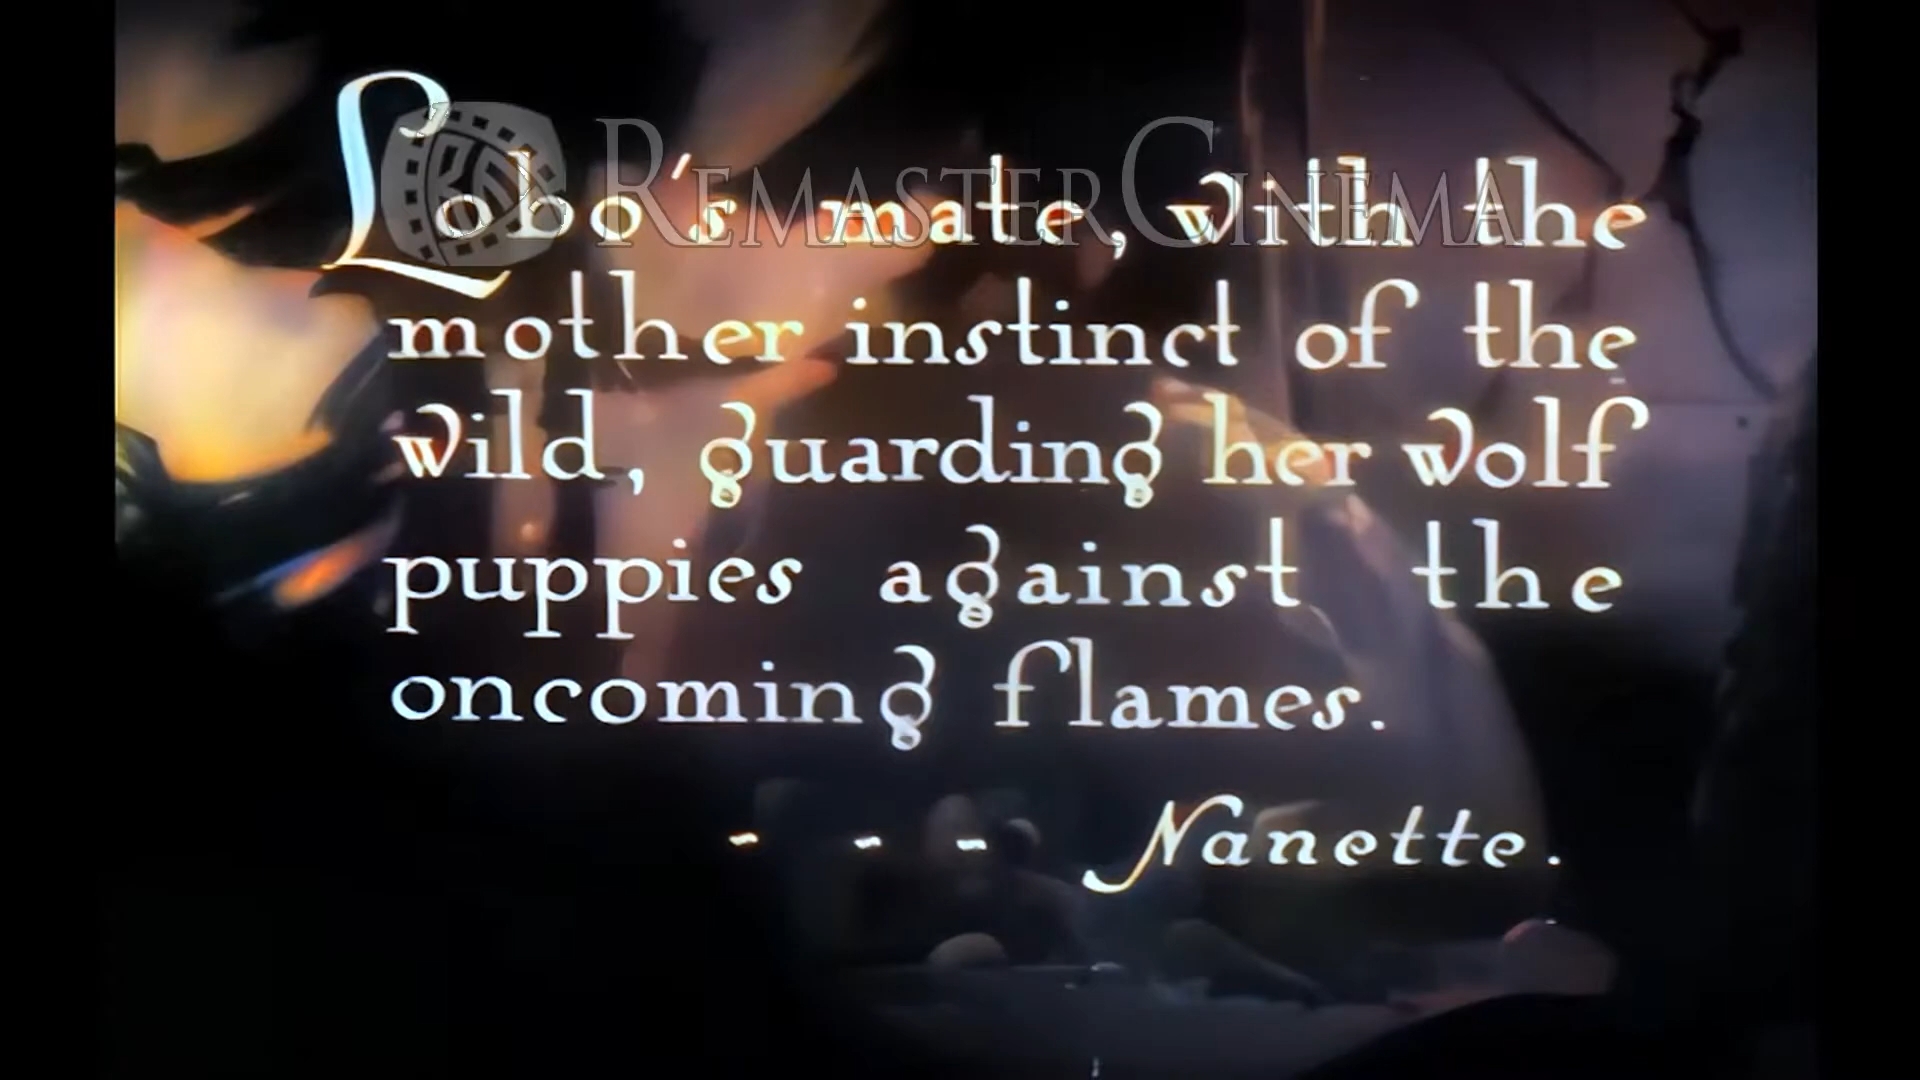 REMASTERCINEMA
Lobo's mate, with the
mother instinct of the
wild, guarding her wolf
puppies against the
oncoming flames.
- - - Nanette.